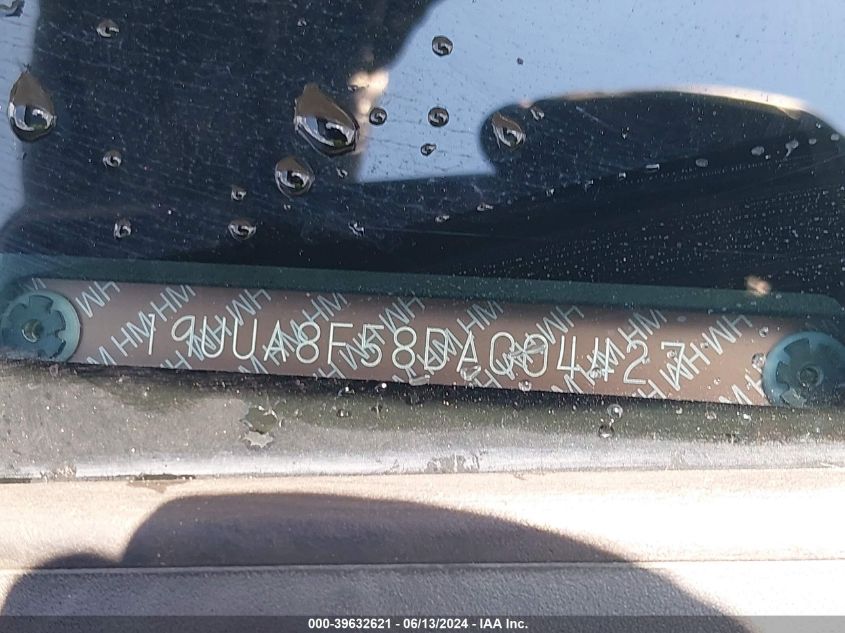 19UUA8F58DA004427
000-39632621 / 06/13/2024 - IAA Inc.